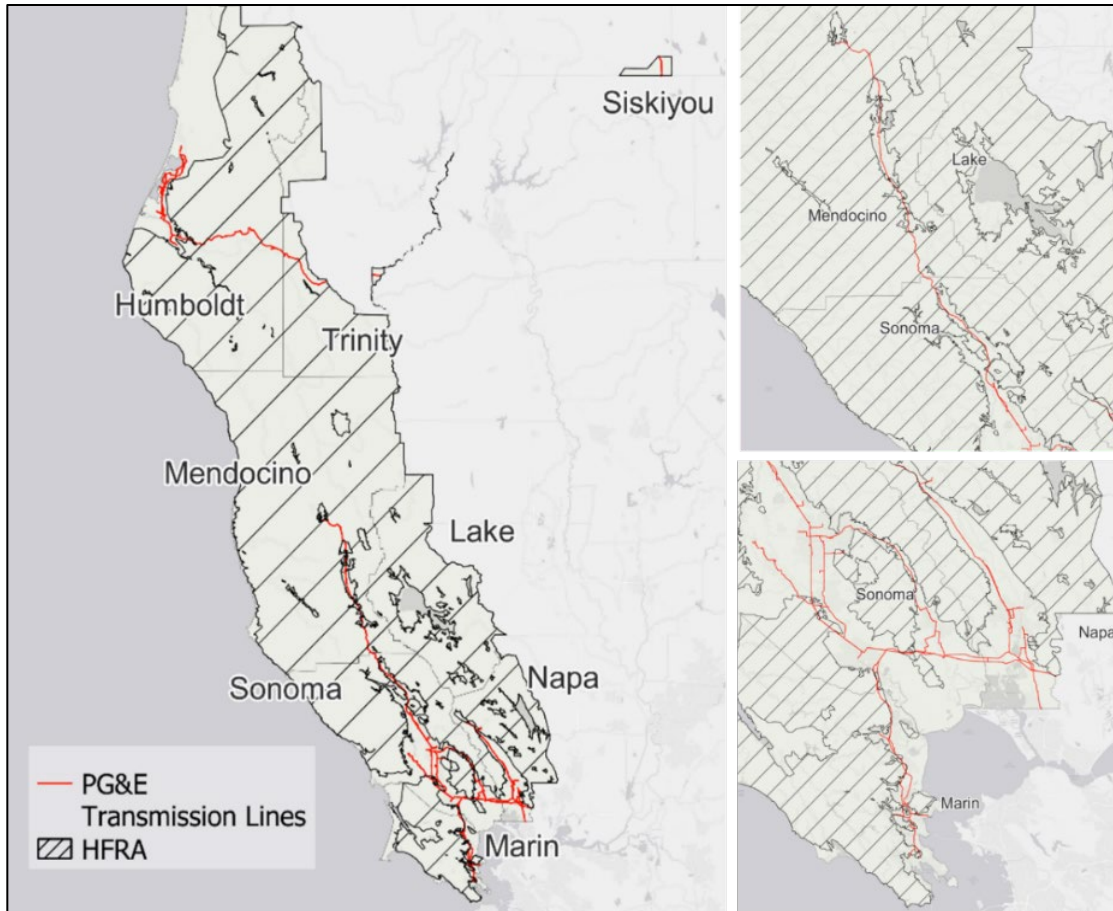 Siskiyou
Humboldt
Trinity
Mendocino
Lake
Sonoma
Napa
Marin
PG&E
Transmission Lines
HFRA
Lake
Mendocino
Sonoma
Sonoma
Napa
Marin